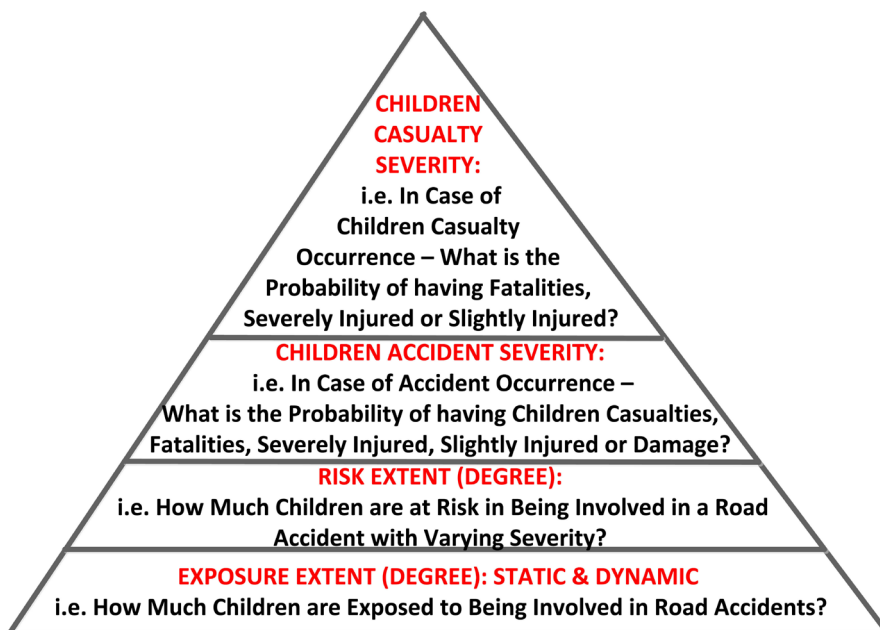 CHILDREN
CASUALTY
SEVERITY:
i.e. In Case of
Children Casualty
Occurrence – What is the
Probability of having Fatalities,
Severely Injured or Slightly Injured?
CHILDREN ACCIDENT SEVERITY:
i.e. In Case of Accident Occurrence –
What is the Probability of having Children Casualties,
Fatalities, Severely Injured, Slightly Injured or Damage?
RISK EXTENT (DEGREE):
i.e. How Much Children are at Risk in Being Involved in a Road
Accident with Varying Severity?
EXPOSURE EXTENT (DEGREE): STATIC & DYNAMIC
i.e. How Much Children are Exposed to Being Involved in Road Accidents?